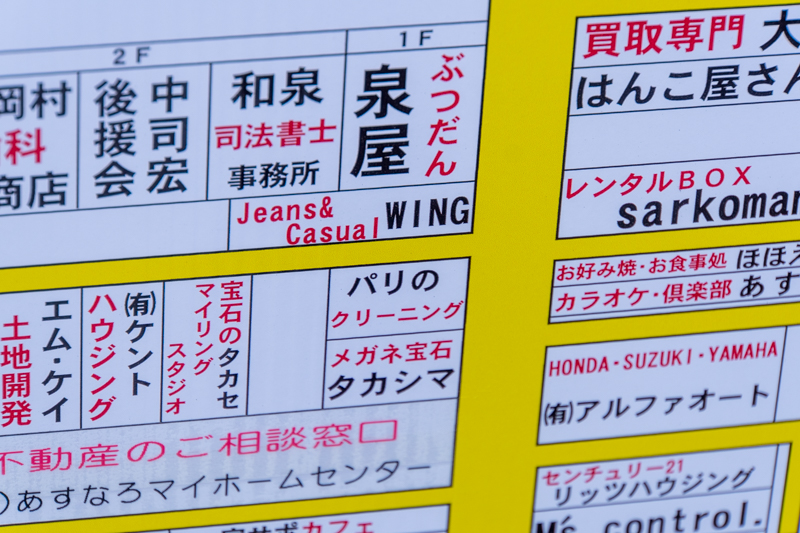 2F
1F
岡村
科
商店
後援会
中司宏
和泉
司法書士
事務所
泉屋
ぶつだん
Jeans&
Casual
WING
買取専門
はんこ屋さん
レンタルBOX
sarkoman
お好み焼・お食事処
カラオケ・倶楽部
HONDA・SUZUKI・YAMAHA
㈲アルファオート
センチュリー21
リッツハウジング
M's control.
エム・ケイ
土地開発
㈲ケント
ハウジング
宝石のタカセ
マイリング
スタジオ
パリの
クリーニング
メガネ宝石
タカシマ
不動産のご相談窓口
あすなろマイホームセンター
カフェ